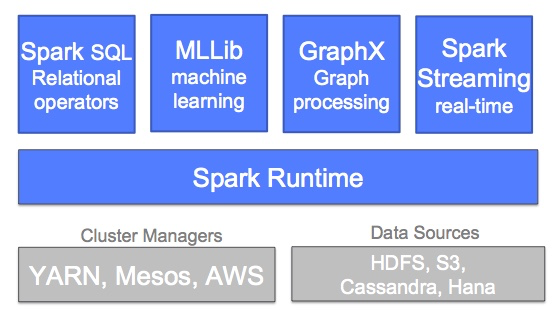 Spark SQL
Relational
operators
MLLib
machine
learning
GraphX
Graph
processing
Spark
Streaming
real-time
Spark Runtime
Cluster Managers
YARN, Mesos, AWS
Data Sources
HDFS, S3,
Cassandra, Hana